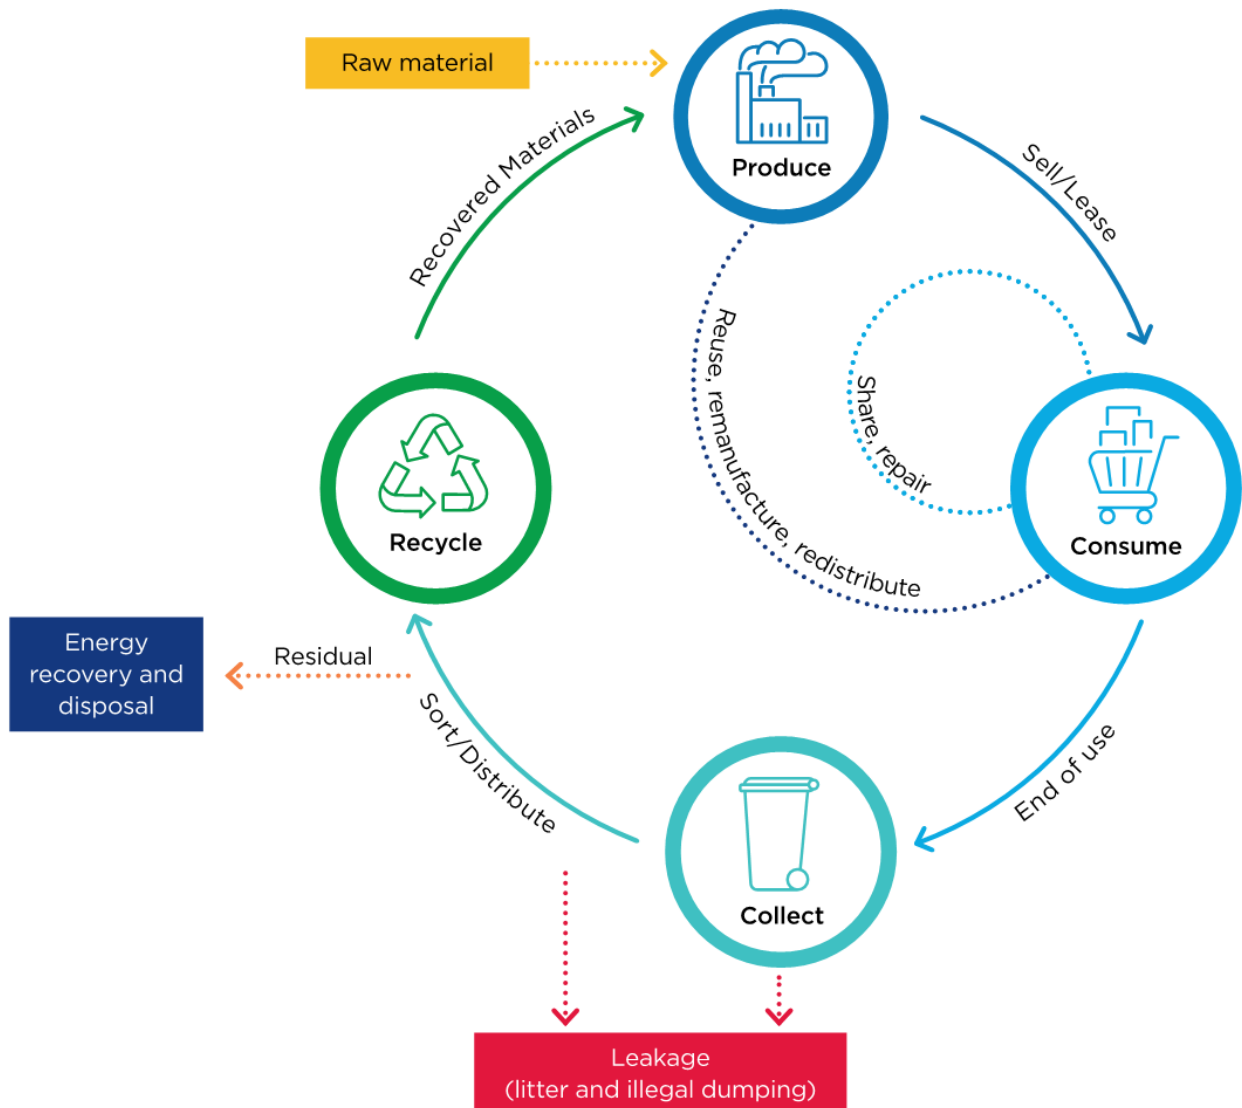 Raw material
Produce
Recovered Materials
Sell/Lease
Reuse, remanufacture, redistribute
Share, repair
Recycle
Consume
Energy
recovery and
disposal
Residual
Sort/Distribute
End of use
Collect
Leakage
(litter and illegal dumping)